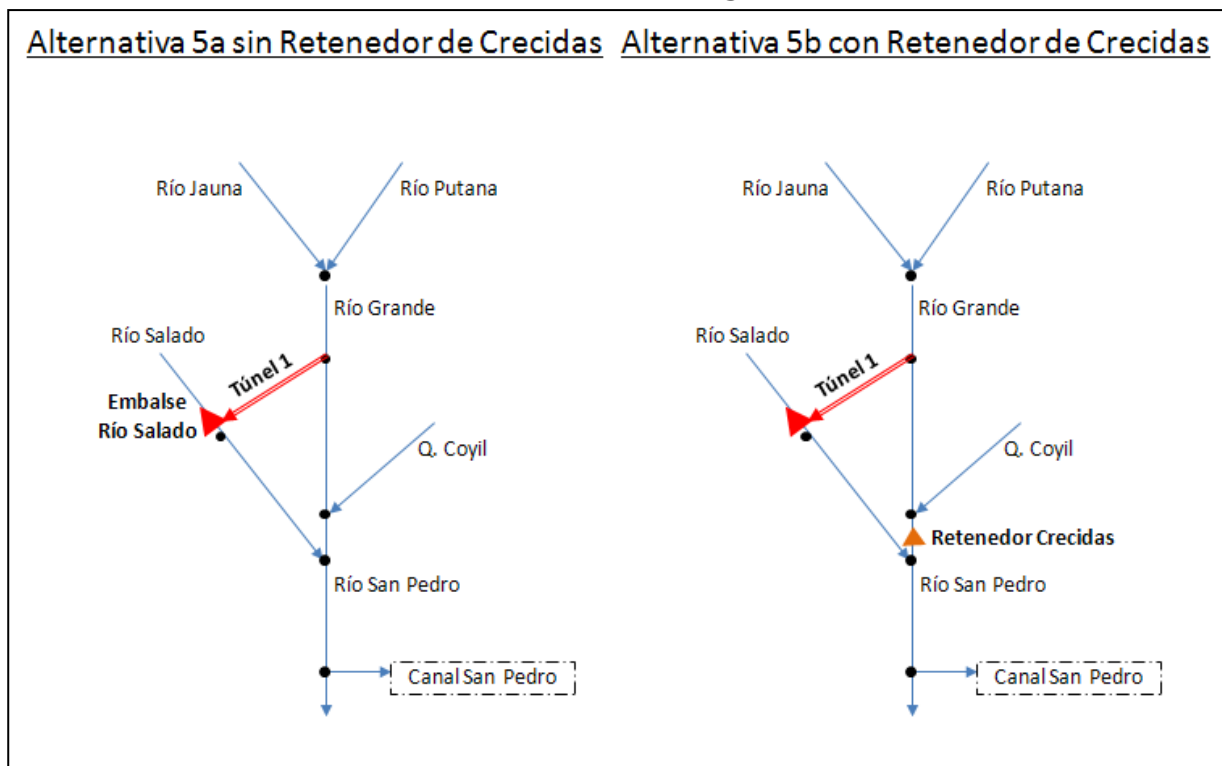 Alternativa 5a sin Retenedor de Crecidas
Río Jauna
Río Putana
Río Grande
Río Salado
Túnel 1
Embalse
Río Salado
Q. Coyil
Río San Pedro
Canal San Pedro
Alternativa 5b con Retenedor de Crecidas
Río Jauna
Río Putana
Río Grande
Río Salado
Túnel 1
Q. Coyil
Retenedor Crecidas
Río San Pedro
Canal San Pedro